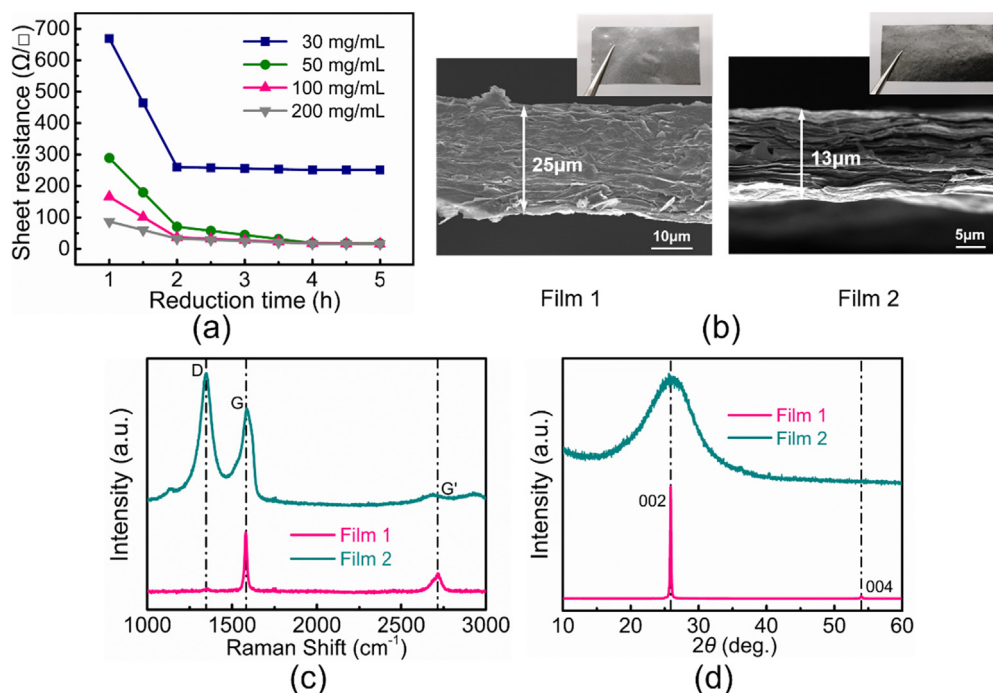 700
600
500
400
300
200
100
0
Sheet resistance (Ω/□)
30 mg/mL
50 mg/mL
100 mg/mL
200 mg/mL
1 2 3 4 5
Reduction time (h)
(a)
25μm
10μm
13μm
5μm
Film 1
Film 2
(b)
D
G
G'
Intensity (a.u.)
Film 1
Film 2
1000 1500 2000 2500 3000
Raman Shift (cm⁻¹)
(c)
Intensity (a.u.)
Film 1
Film 2
002
004
10 20 30 40 50 60
2θ (deg.)
(d)